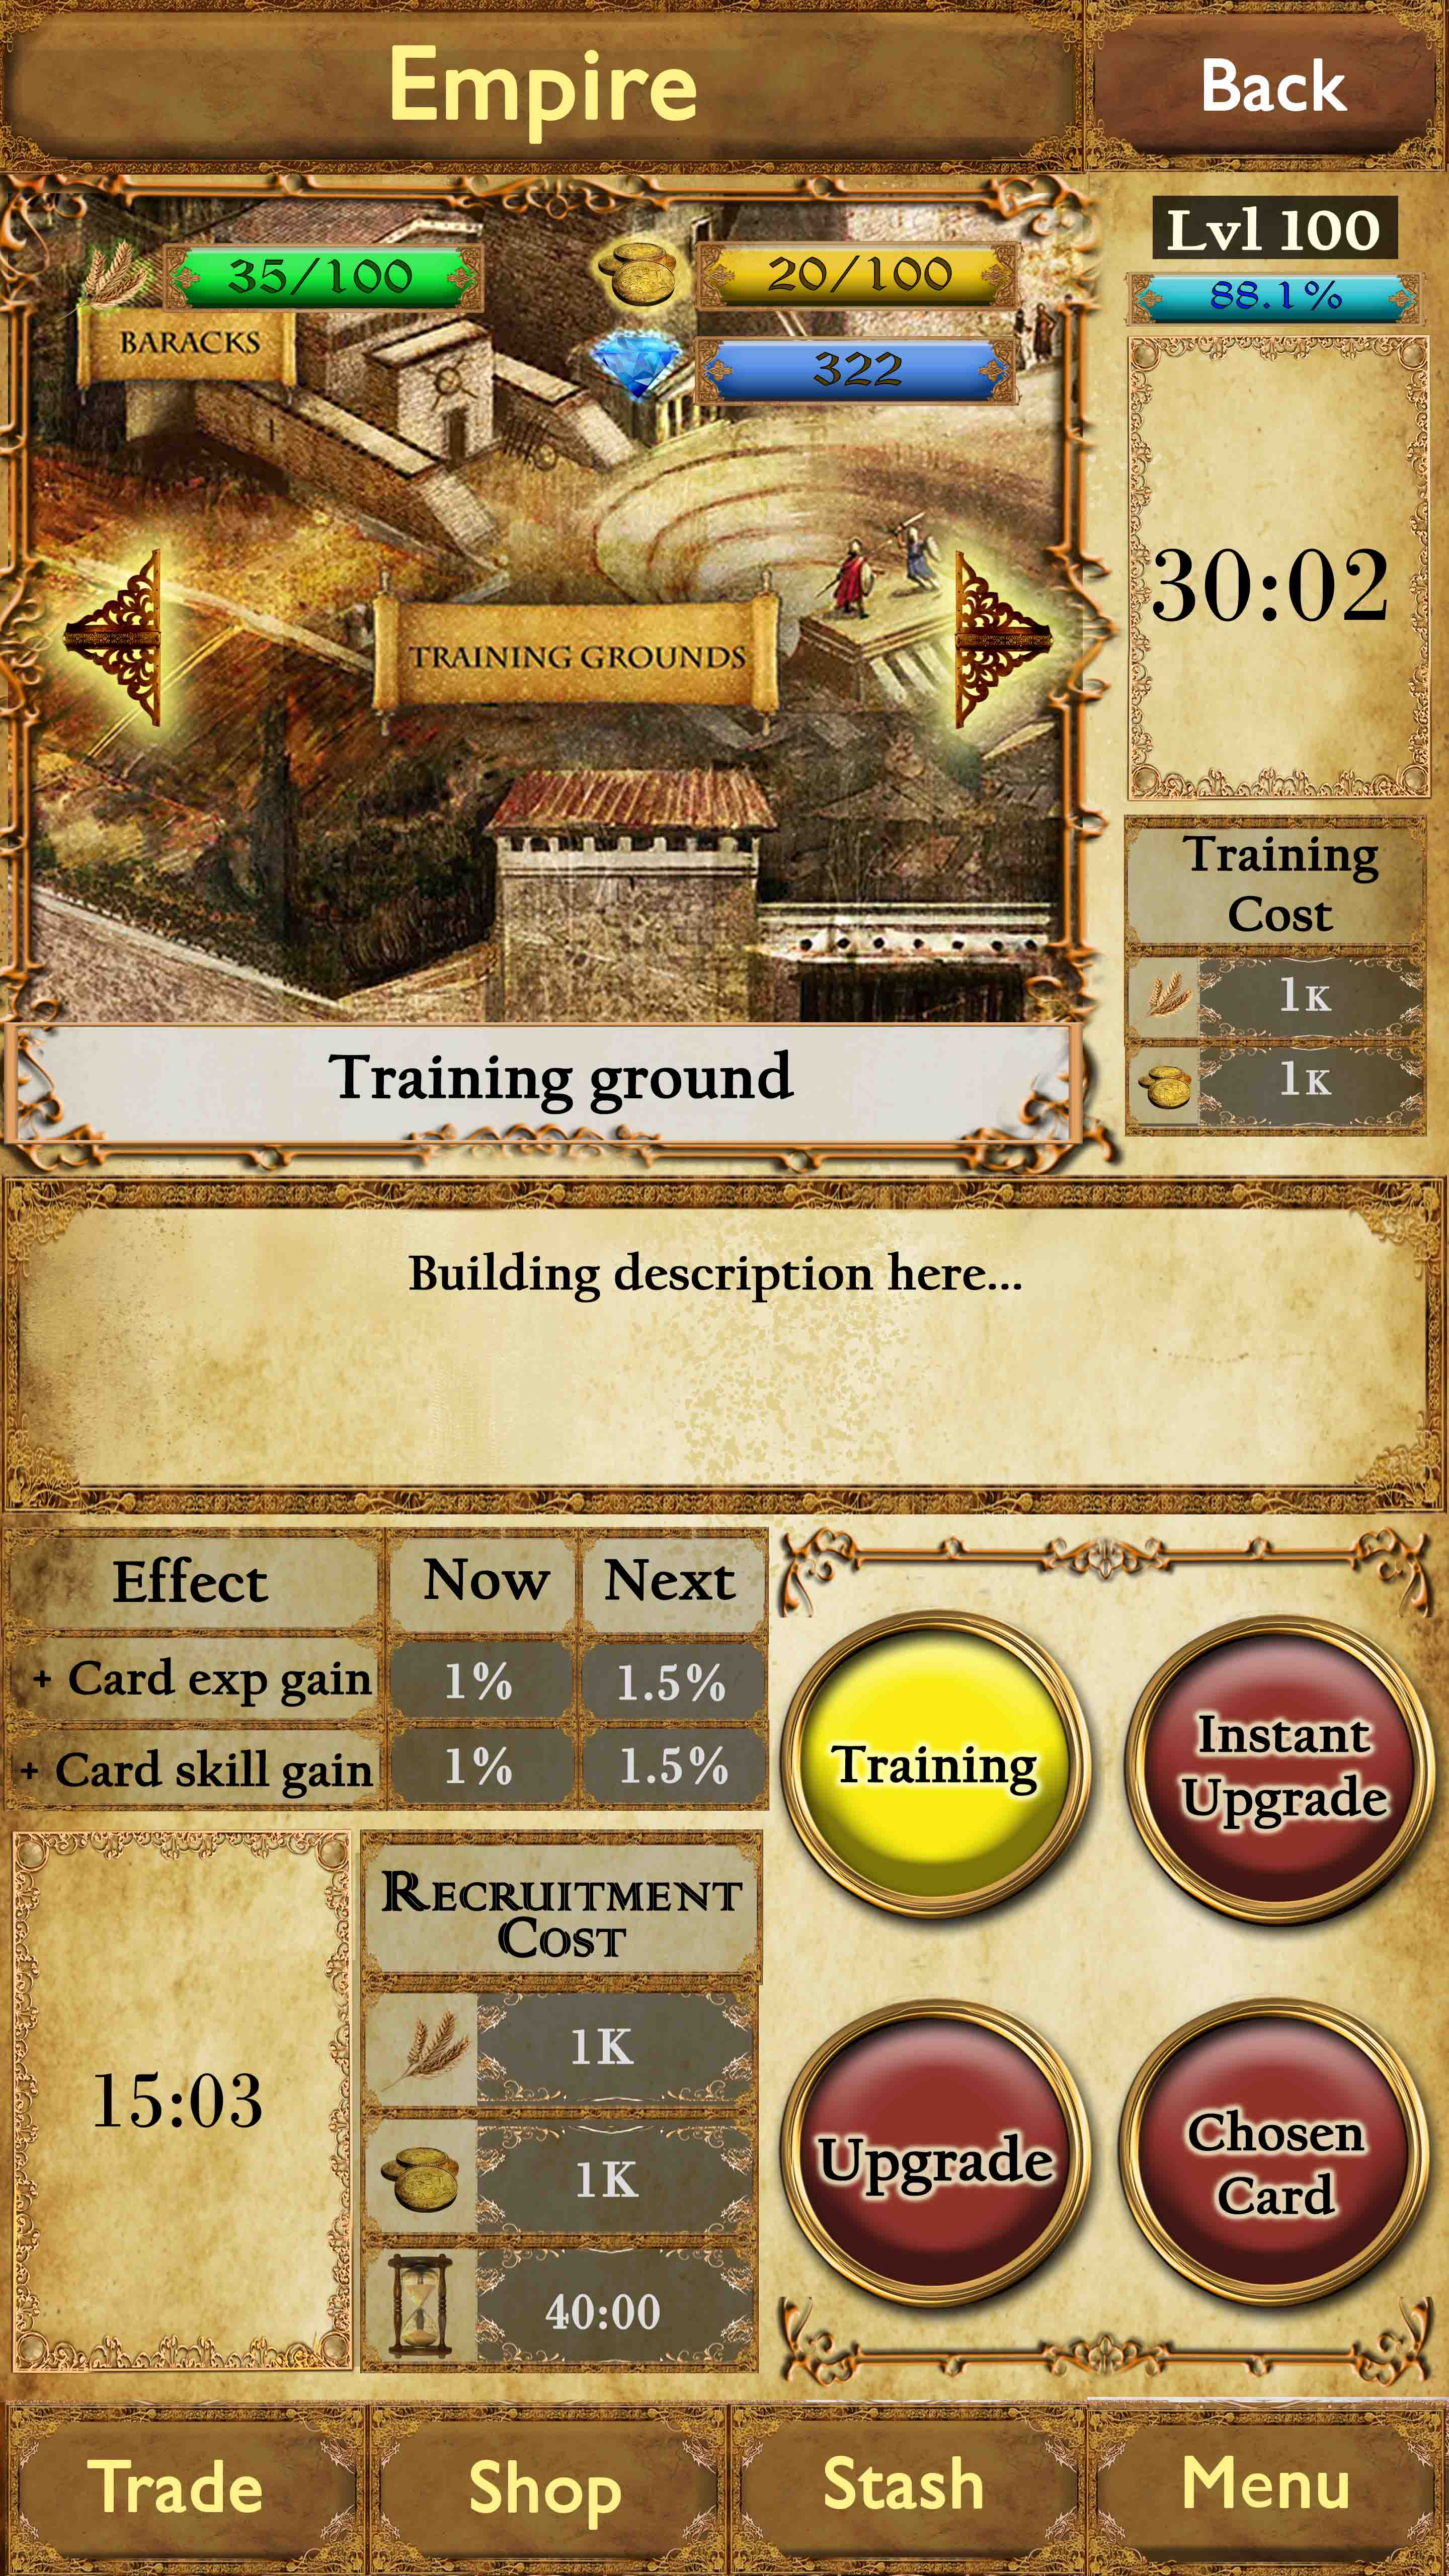 Empire
Back
35/100
20/100
322
BARACKS
Lvl 100
88.1%
30:02
TRAINING GROUNDS
Training
Cost
1K
1K
Training ground
Building description here...
Effect
Now
Next
+ Card exp gain
1%
1.5%
+ Card skill gain
1%
1.5%
Training
Instant
Upgrade
15:03
RECRUITMENT
COST
1K
1K
40:00
Upgrade
Chosen
Card
Trade
Shop
Stash
Menu